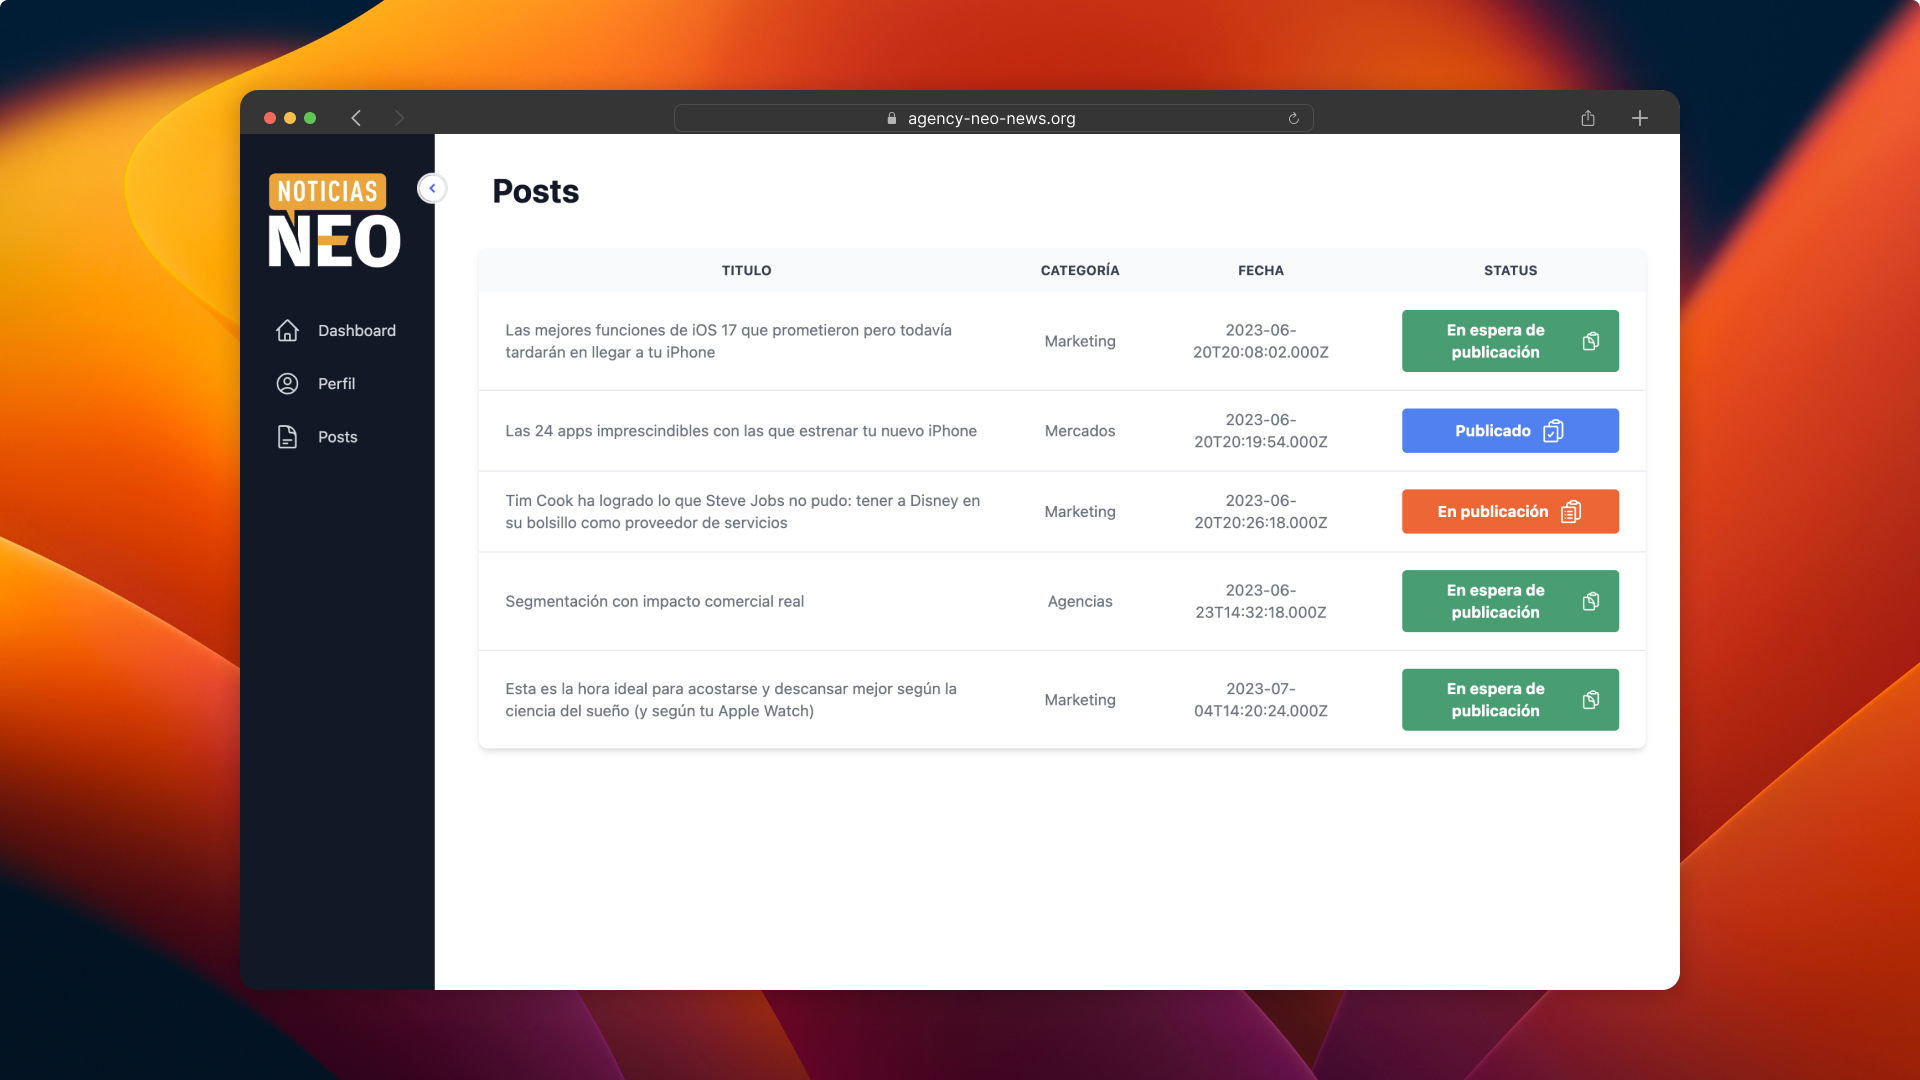 agency-neo-news.org
NOTICIAS
NEO
Dashboard
Perfil
Posts
Posts
TITULO CATEGORÍA FECHA STATUS
Las mejores funciones de iOS 17 que prometieron pero todavía
tardarán en llegar a tu iPhone
Marketing
2023-06-
20T20:08:02.000Z
En espera de
publicación
Las 24 apps imprescindibles con las que estrenar tu nuevo iPhone
Mercados
2023-06-
20T20:19:54.000Z
Publicado
Tim Cook ha logrado lo que Steve Jobs no pudo: tener a Disney en
su bolsillo como proveedor de servicios
Marketing
2023-06-
20T20:26:18.000Z
En publicación
Segmentación con impacto comercial real
Agencias
2023-06-
23T14:32:18.000Z
En espera de
publicación
Esta es la hora ideal para acostarse y descansar mejor según la
ciencia del sueño (y según tu Apple Watch)
Marketing
2023-07-
04T14:20:24.000Z
En espera de
publicación